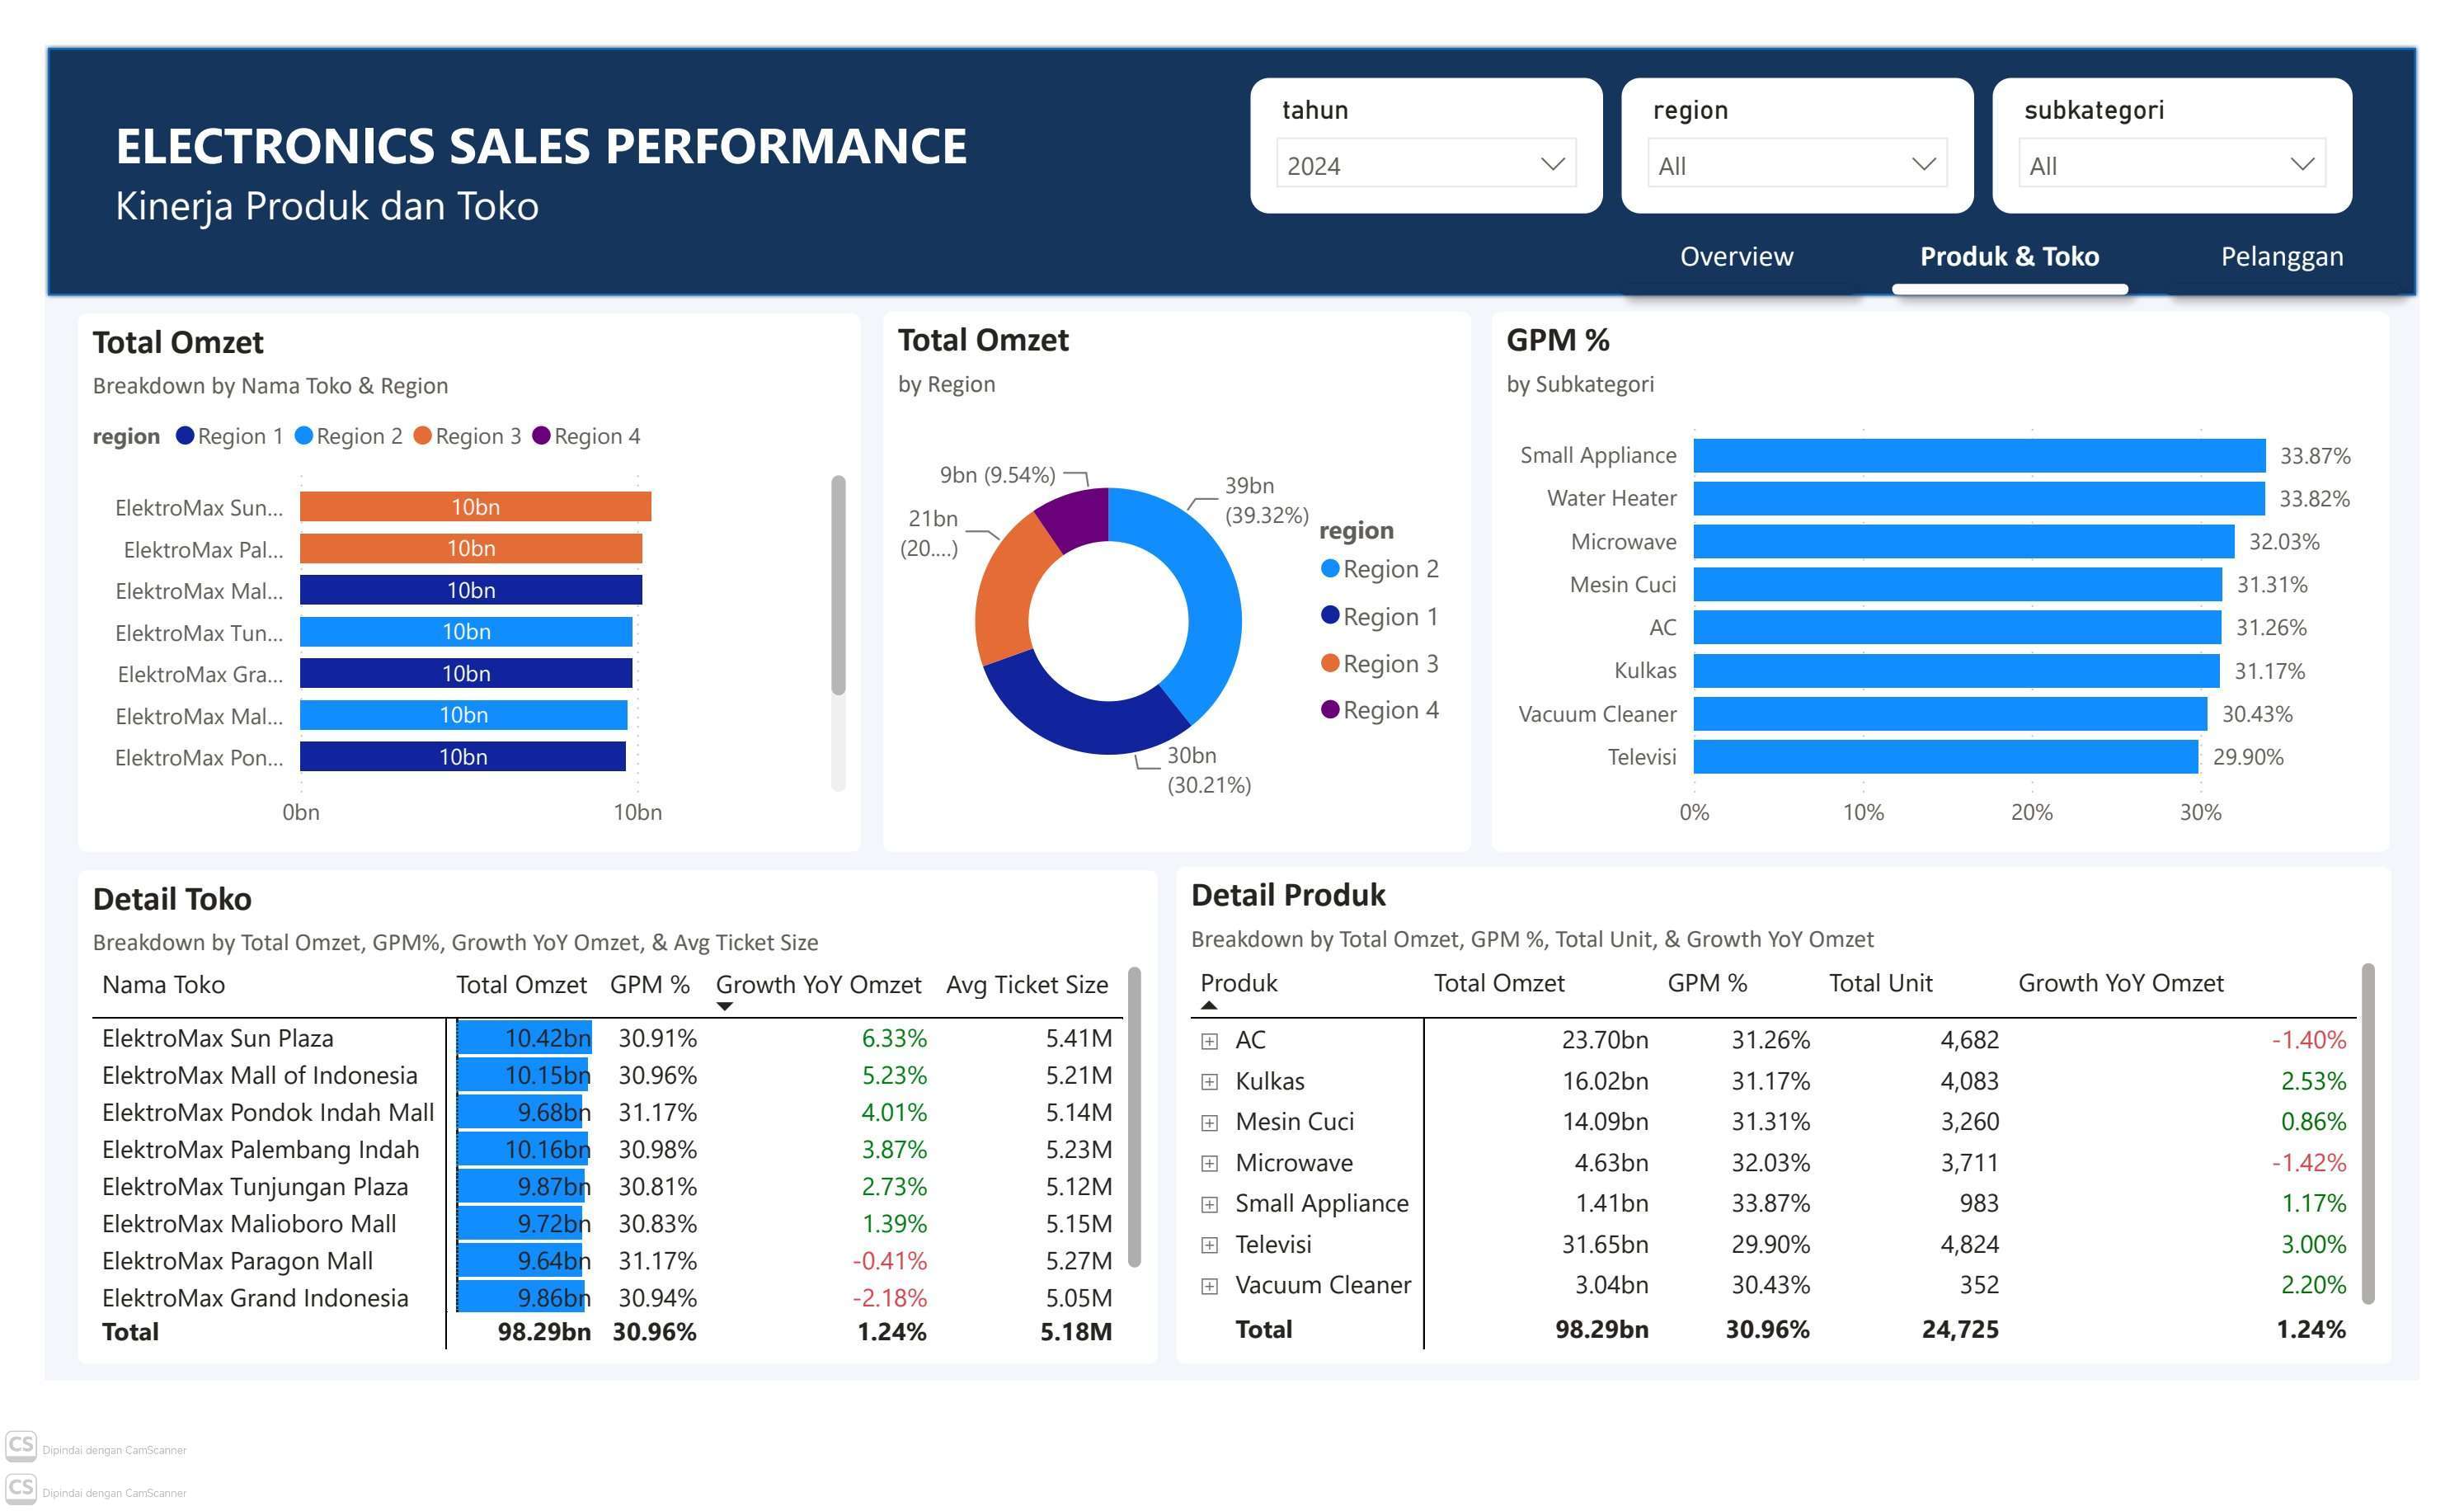 ELECTRONICS SALES PERFORMANCE
Kinerja Produk dan Toko
tahun
2024
region
All
subkategori
All
Overview
Produk & Toko
Pelanggan
Total Omzet
Breakdown by Nama Toko & Region
region Region 1 Region 2 Region 3 Region 4
ElektroMax Sun... 10bn
ElektroMax Pal... 10bn
ElektroMax Mal... 10bn
ElektroMax Tun... 10bn
ElektroMax Gra... 10bn
ElektroMax Mal... 10bn
ElektroMax Pon... 10bn
0bn 10bn
Total Omzet
by Region
9bn (9.54%)
39bn
(39.32%)
21bn
(20....)
30bn
(30.21%)
region
Region 2
Region 1
Region 3
Region 4
GPM %
by Subkategori
Small Appliance 33.87%
Water Heater 33.82%
Microwave 32.03%
Mesin Cuci 31.31%
AC 31.26%
Kulkas 31.17%
Vacuum Cleaner 30.43%
Televisi 29.90%
0% 10% 20% 30%
Detail Toko
Breakdown by Total Omzet, GPM%, Growth YoY Omzet, & Avg Ticket Size
Nama Toko Total Omzet GPM % Growth YoY Omzet Avg Ticket Size
ElektroMax Sun Plaza 10.42bn 30.91% 6.33% 5.41M
ElektroMax Mall of Indonesia 10.15bn 30.96% 5.23% 5.21M
ElektroMax Pondok Indah Mall 9.68bn 31.17% 4.01% 5.14M
ElektroMax Palembang Indah 10.16bn 30.98% 3.87% 5.23M
ElektroMax Tunjungan Plaza 9.87bn 30.81% 2.73% 5.12M
ElektroMax Malioboro Mall 9.72bn 30.83% 1.39% 5.15M
ElektroMax Paragon Mall 9.64bn 31.17% -0.41% 5.27M
ElektroMax Grand Indonesia 9.86bn 30.94% -2.18% 5.05M
Total 98.29bn 30.96% 1.24% 5.18M
Detail Produk
Breakdown by Total Omzet, GPM %, Total Unit, & Growth YoY Omzet
Produk Total Omzet GPM % Total Unit Growth YoY Omzet
AC 23.70bn 31.26% 4,682 -1.40%
Kulkas 16.02bn 31.17% 4,083 2.53%
Mesin Cuci 14.09bn 31.31% 3,260 0.86%
Microwave 4.63bn 32.03% 3,711 -1.42%
Small Appliance 1.41bn 33.87% 983 1.17%
Televisi 31.65bn 29.90% 4,824 3.00%
Vacuum Cleaner 3.04bn 30.43% 352 2.20%
Total 98.29bn 30.96% 24,725 1.24%
CS Dipindai dengan CamScanner
CS Dipindai dengan CamScanner